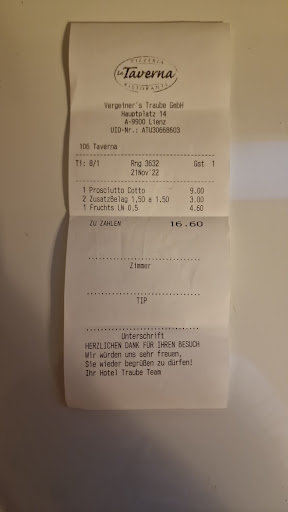 PIZZERIA
La Taverna
RISTORANTE
Vergeiner's Traube GmbH
Hauptplatz 14
A-9900 Lienz
UID-Nr.: ATU30668603
106 Taverna
Ti: 8/1 Rng 3632 Gst 1
21Nov'22
1 Prosciutto Cotto 9.00
2 Zusatzbelag 1,50 a 1.50 3.00
1 Fruchts LN 0,5 4.60
ZU ZAHLEN 16.60
Zimmer
TIP
Unterschrift
HERZLICHEN DANK FÜR IHREN BESUCH
Wir würden uns sehr freuen,
Sie wieder begrüßen zu dürfen!
Ihr Hotel Traube Team